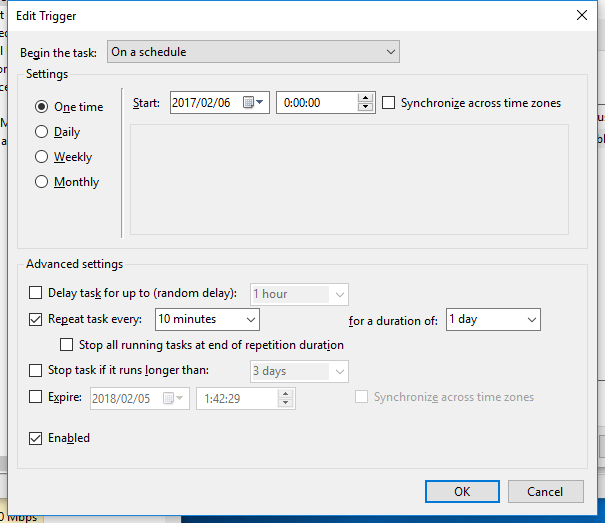 Edit Trigger
Begin the task: On a schedule
Settings
One time
Daily
Weekly
Monthly
Start: 2017/02/06 0:00:00 Synchronize across time zones
Advanced settings
Delay task for up to (random delay): 1 hour
Repeat task every: 10 minutes for a duration of: 1 day
Stop all running tasks at end of repetition duration
Stop task if it runs longer than: 3 days
Expire: 2018/02/05 1:42:29 Synchronize across time zones
Enabled
OK Cancel
0 Mbps